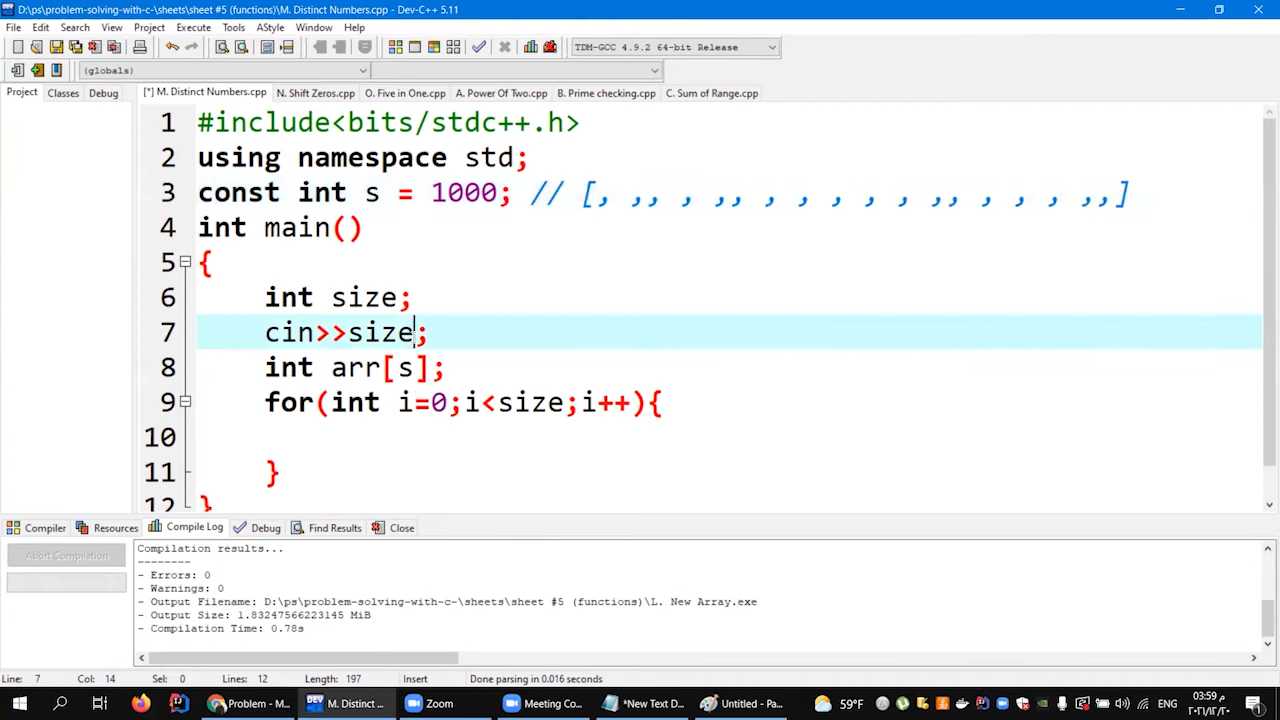 D:\ps\problem-solving-with-c-\sheets\sheet #5 (functions)\M. Distinct Numbers.cpp - Dev-C++ 5.11
File Edit Search View Project Execute Tools AStyle Window Help
TDM-GCC 4.9.2 64-bit Release
(globals)
Project Classes Debug
[*] M. Distinct Numbers.cpp N. Shift Zeros.cpp O. Five in One.cpp A. Power Of Two.cpp B. Prime checking.cpp C. Sum of Range.cpp
1 #include<bits/stdc++.h>
2 using namespace std;
3 const int s = 1000; // [, ,, , ,, , , , , , ,, , , , ,,]
4 int main()
5 {
6 int size;
7 cin>>size;
8 int arr[s];
9 for(int i=0;i<size;i++){
10
11 }
12 }
Compiler Resources Compile Log Debug Find Results Close
Abort Compilation
Compilation results...
--------
- Errors: 0
- Warnings: 0
- Output Filename: D:\ps\problem-solving-with-c-\sheets\sheet #5 (functions)\L. New Array.exe
- Output Size: 1.83247566223145 MiB
- Compilation Time: 0.78s
Line: 7 Col: 14 Sel: 0 Lines: 12 Length: 197 Insert Done parsing in 0.016 seconds
Problem - M... M. Distinct ... Zoom Meeting Co... *New Text D... Untitled - Pa... 59°F
03:59 م